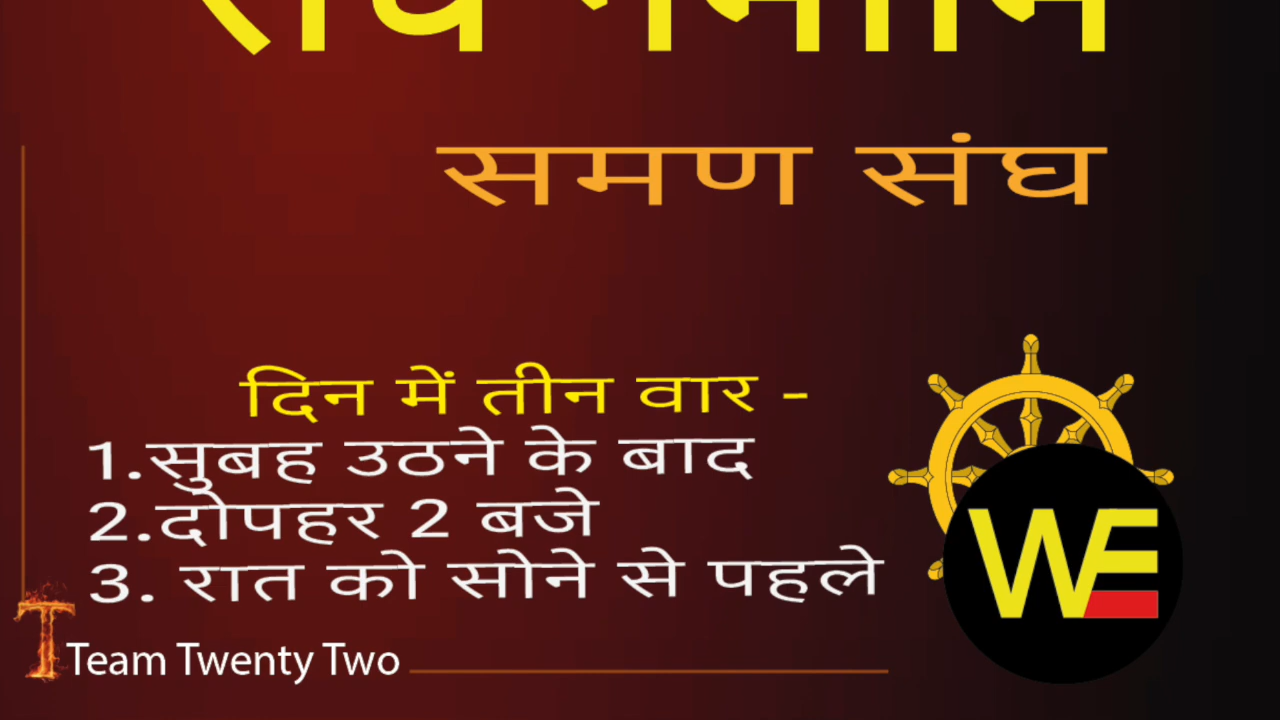 समण संघ
दिन में तीन वार -
1.सुबह उठने के बाद
2.दोपहर 2 बजे
3. रात को सोने से पहले
T Team Twenty Two
WE